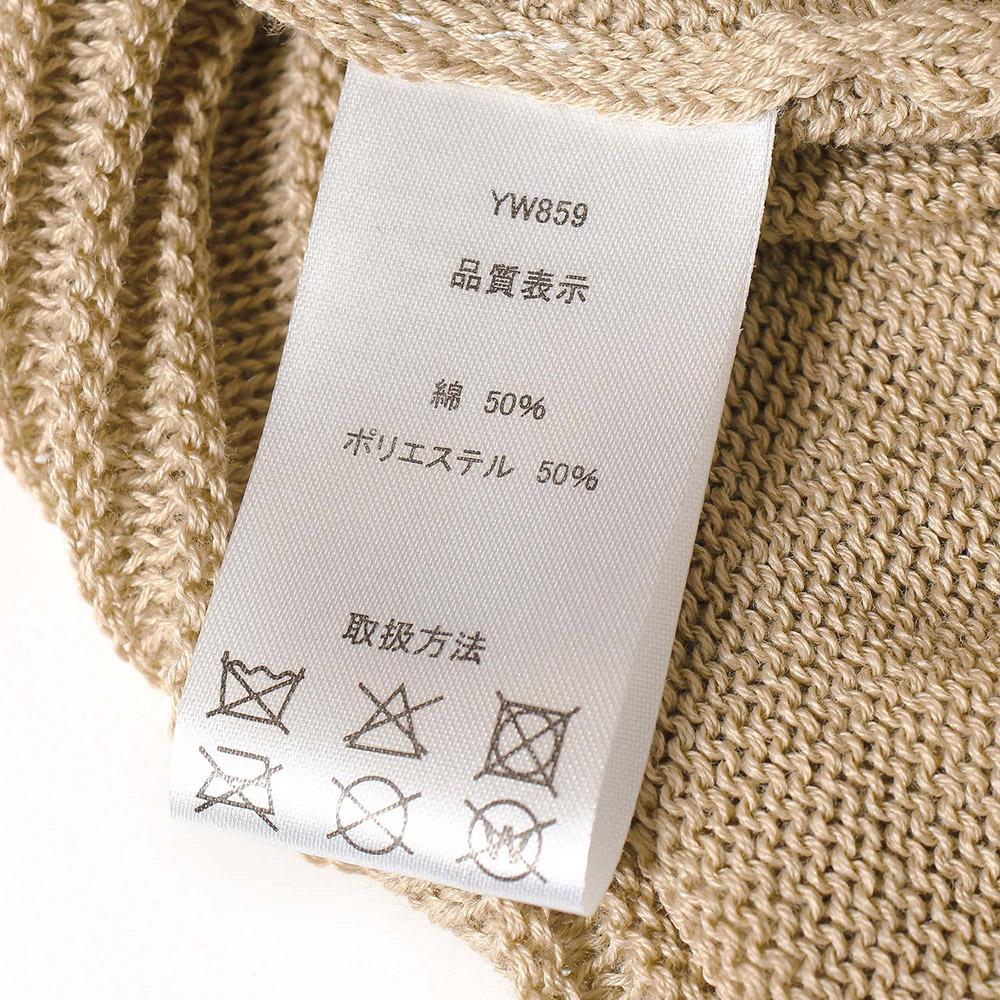 YW859
品質表示
綿 50%
ポリエステル 50%
取扱方法
W